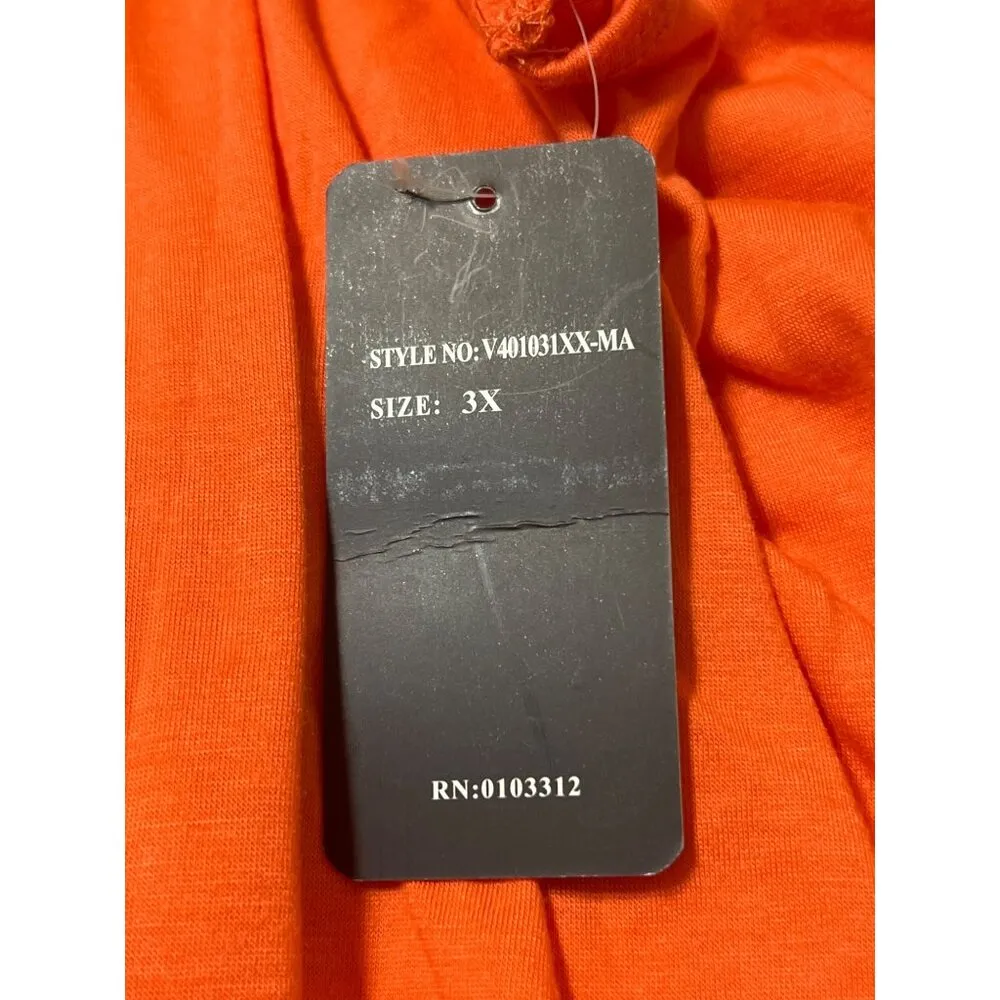 STYLE NO: V401031XX-MA
SIZE: 3X
RN:0103312